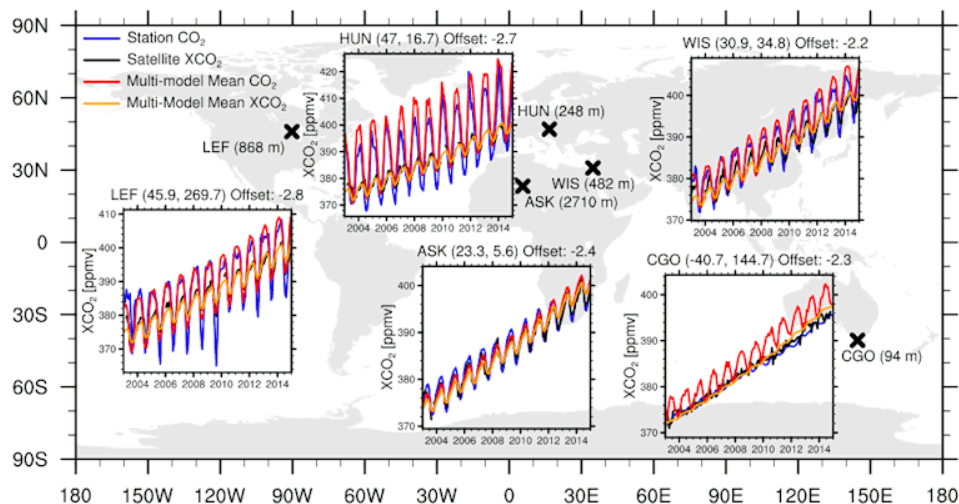 90N
60N
30N
0
30S
60S
90S
180
150W
120W
90W
60W
30W
0
30E
60E
90E
120E
150E
180
Station CO₂
Satellite XCO₂
Multi-model Mean CO₂
Multi-Model Mean XCO₂
HUN (47, 16.7) Offset: -2.7
XCO₂ [ppmv]
420
400
380
370
2004 2006 2008 2010 2012 2014
WIS (30.9, 34.8) Offset: -2.2
XCO₂ [ppmv]
400
390
380
370
2004 2006 2008 2010 2012 2014
HUN (248 m)
LEF (868 m)
WIS (482 m)
ASK (2710 m)
LEF (45.9, 269.7) Offset: -2.8
XCO₂ [ppmv]
410
400
390
380
370
2004 2006 2008 2010 2012 2014
ASK (23.3, 5.6) Offset: -2.4
XCO₂ [ppmv]
400
390
380
370
2004 2006 2008 2010 2012 2014
CGO (-40.7, 144.7) Offset: -2.3
XCO₂ [ppmv]
400
390
380
370
2004 2006 2008 2010 2012 2014
CGO (94 m)